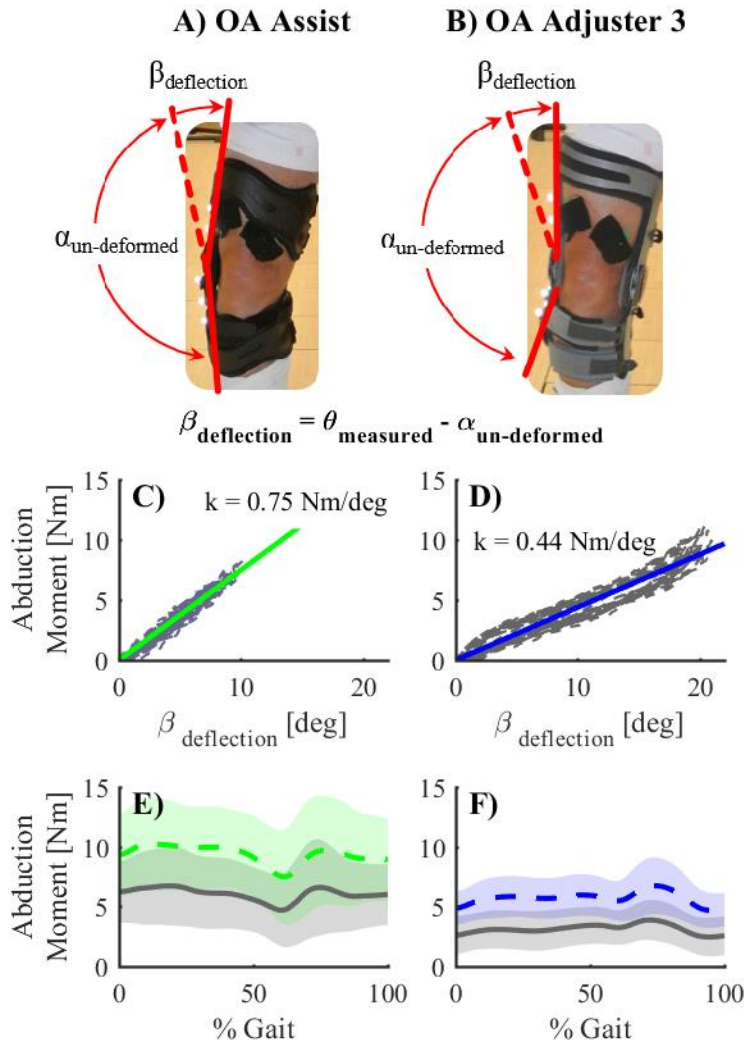 A) OA Assist
B) OA Adjuster 3
βdeflection
βdeflection
αun-deformed
αun-deformed
βdeflection = θmeasured - αun-deformed
C)
k = 0.75 Nm/deg
D)
k = 0.44 Nm/deg
Abduction
Moment [Nm]
15
10
5
0
15
10
5
0
0 10 20
0 10 20
β deflection [deg]
β deflection [deg]
E)
F)
Abduction
Moment [Nm]
15
10
5
0
15
10
5
0
0 50 100
0 50 100
% Gait
% Gait